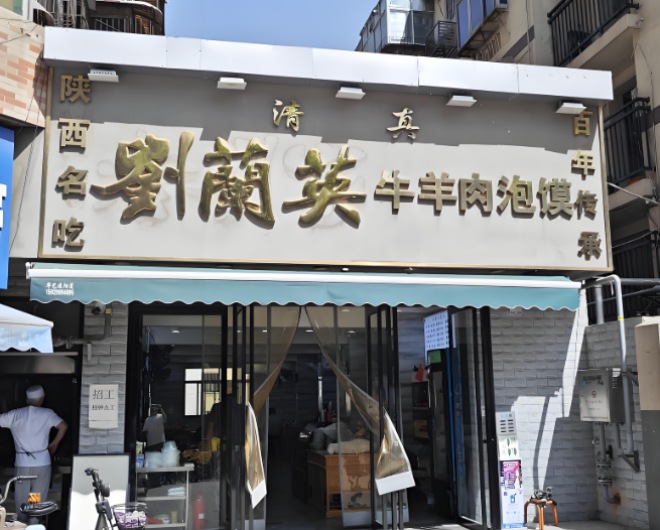 清真
陕西名吃
劉蘭英
牛羊肉泡馍
百年传承
招工